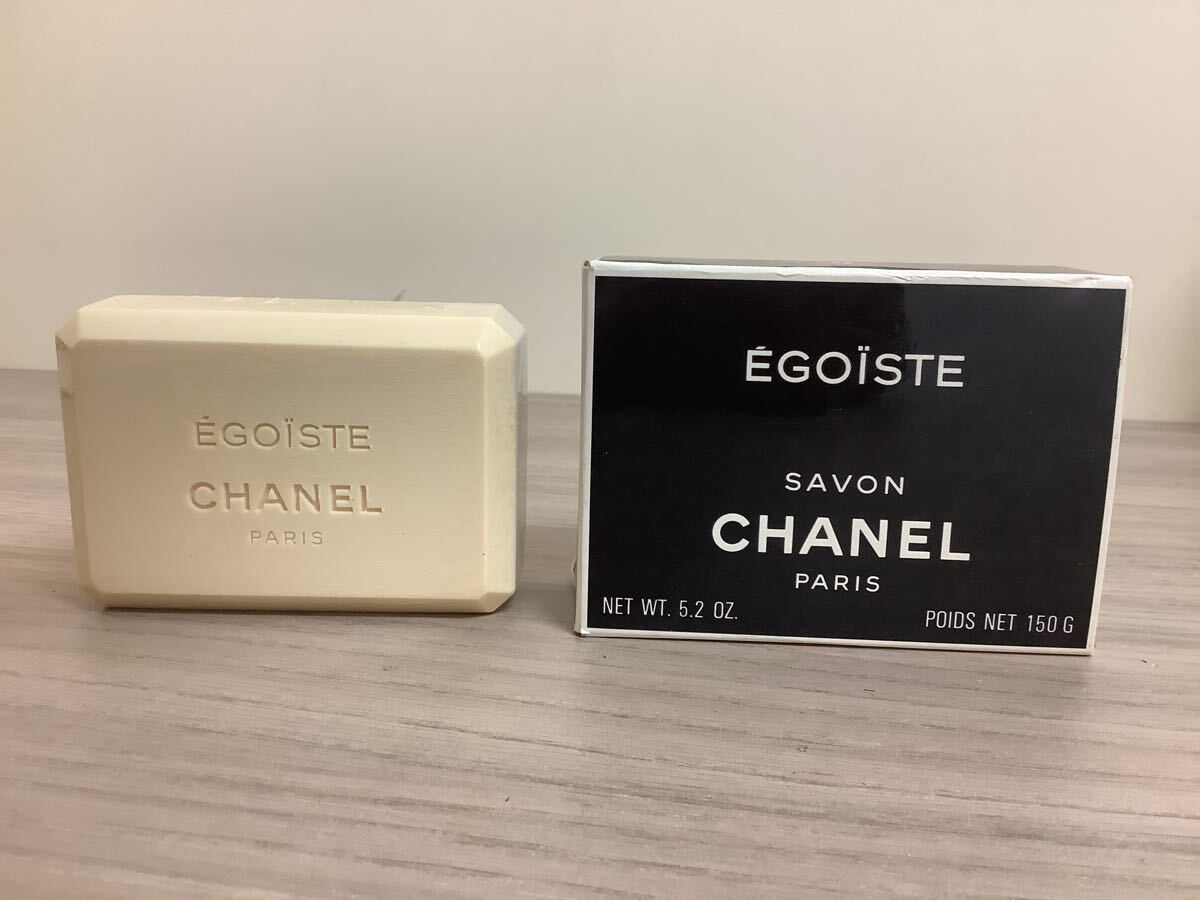 ÉGOÏSTE
CHANEL
PARIS
ÉGOÏSTE
SAVON
CHANEL
PARIS
NET WT. 5.2 OZ.
POIDS NET 150 G